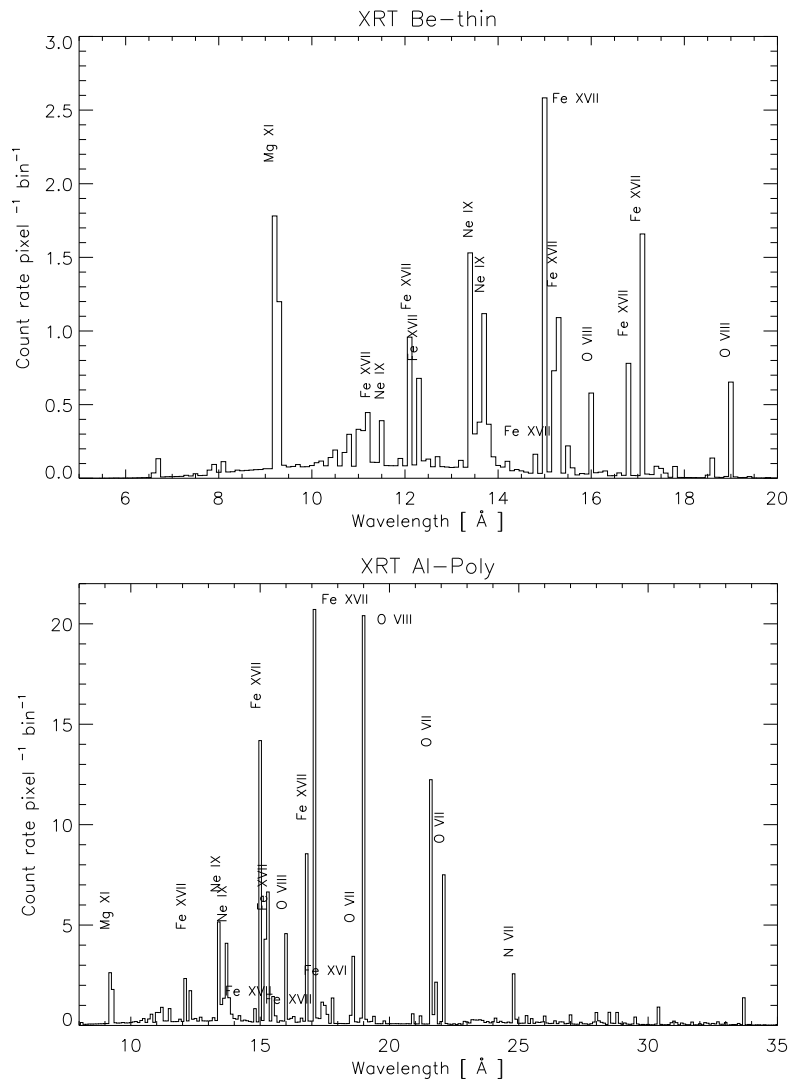 XRT Be-thin
3.0
2.5
2.0
1.5
1.0
0.5
0.0
Count rate pixel -1 bin-1
Mg XI
Fe XVII
Ne IX
Fe XVII
Fe XVII
Ne IX
Ne IX
Fe XVII
Fe XVII
Fe XVII
O VIII
Fe XVII
Fe XVII
O VIII
6 8 10 12 14 16 18 20
Wavelength [ Å ]
XRT Al-Poly
20
15
10
5
0
Count rate pixel -1 bin-1
Mg XI
Fe XVII
Ne IX
Ne IX
Fe XVII
Fe XVII
Fe XVII
Fe XVII
O VIII
Fe XVII
Fe XVII
Fe XVI
O VII
O VIII
O VII
O VII
N VII
10 15 20 25 30 35
Wavelength [ Å ]